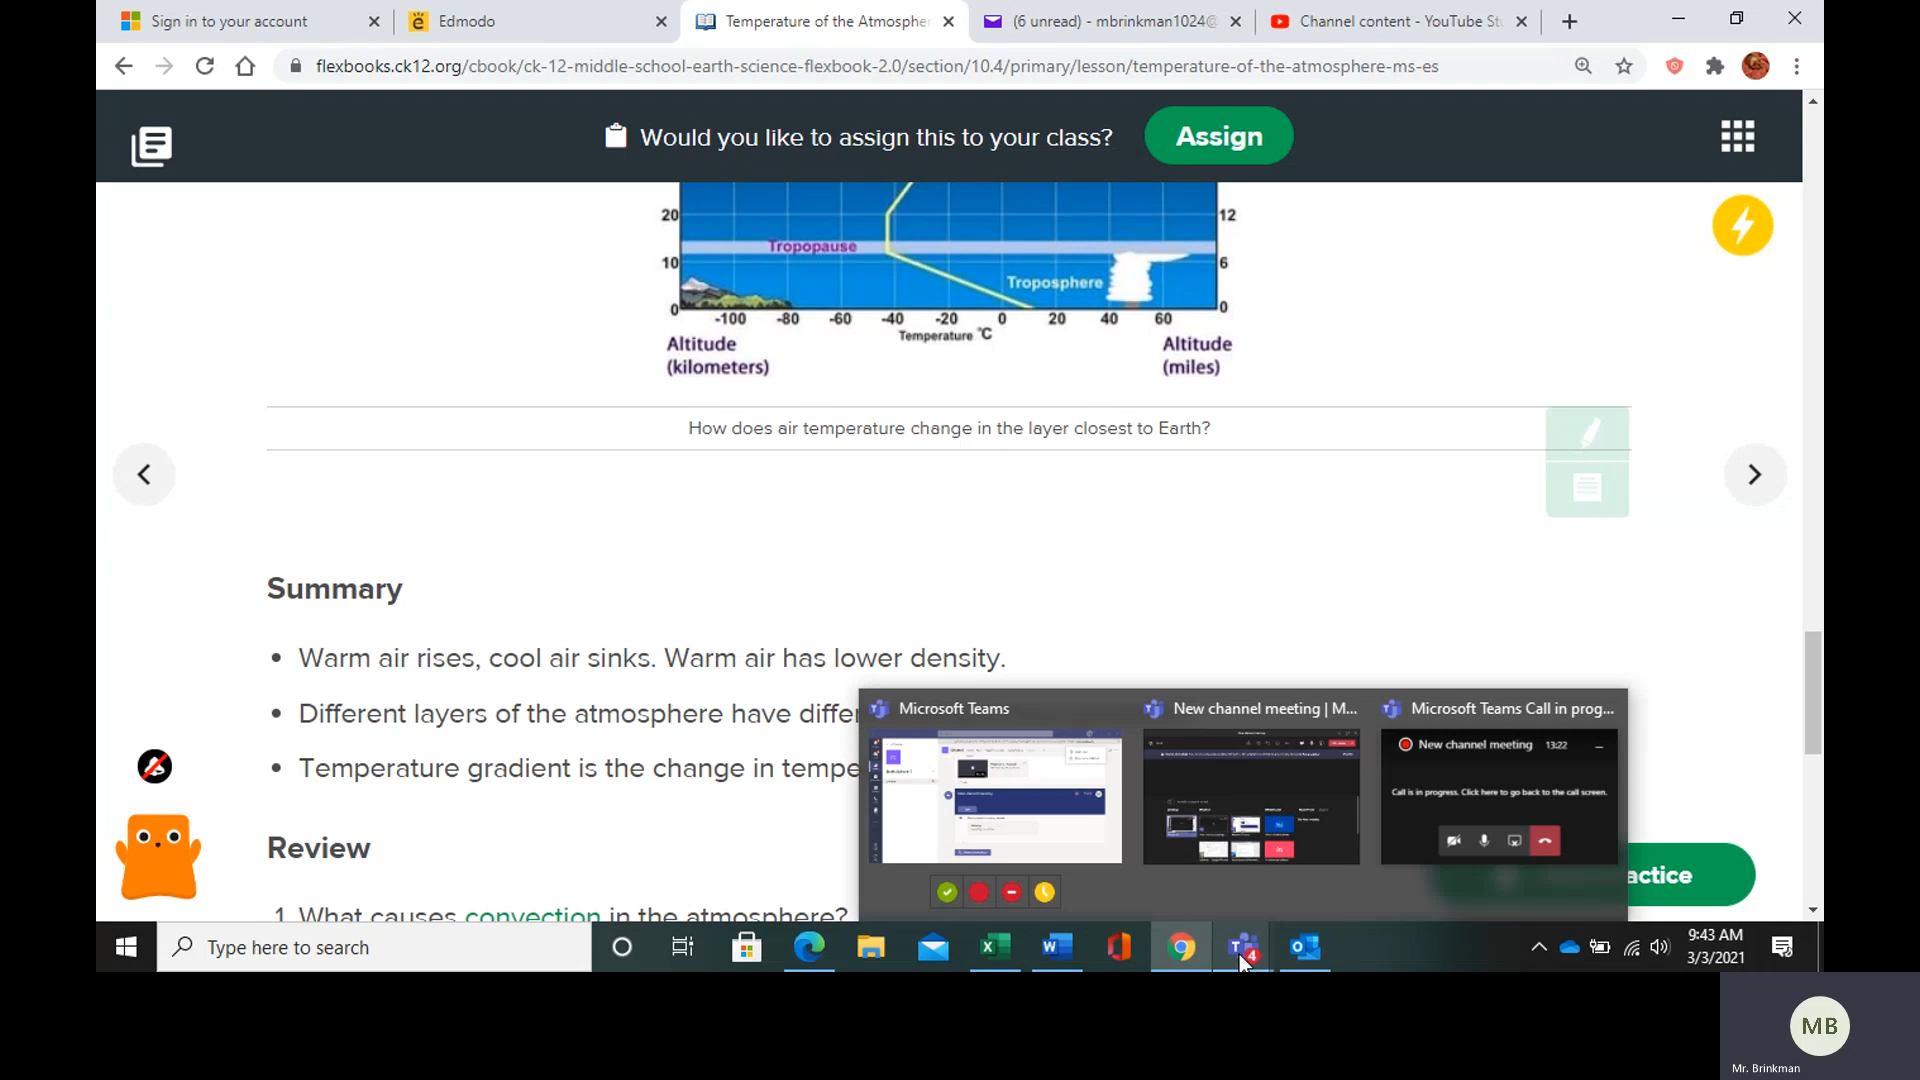 Sign in to your account
Edmodo
Temperature of the Atmosphe
(6 unread) - mbrinkman1024@
Channel content - YouTube St
flexbooks.ck12.org/cbook/ck-12-middle-school-earth-science-flexbook-2.0/section/10.4/primary/lesson/temperature-of-the-atmosphere-ms-es
Would you like to assign this to your class?
Assign
20
12
Tropopause
10
6
Troposphere
0
0
-100 -80 -60 -40 -20 0 20 40 60
Temperature °C
Altitude
(kilometers)
Altitude
(miles)
How does air temperature change in the layer closest to Earth?
Summary
• Warm air rises, cool air sinks. Warm air has lower density.
• Different layers of the atmosphere have differ
• Temperature gradient is the change in tempe
Review
1. What causes convection in the atmosphere?
Microsoft Teams
New channel meeting | M...
Microsoft Teams Call in prog...
New channel meeting 13:22
Call is in progress. Click here to go back to the call screen.
actice
Type here to search
4
9:43 AM
3/3/2021
MB
Mr. Brinkman